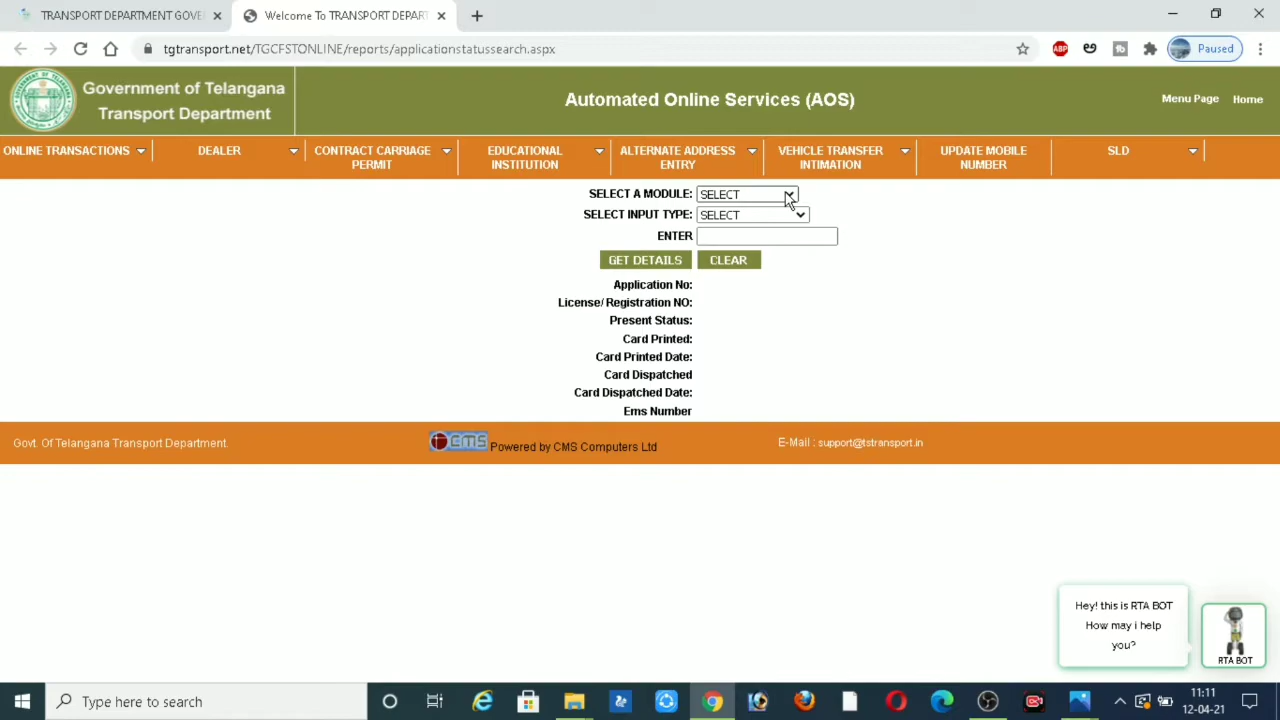 TRANSPORT DEPARTMENT GOVE
Welcome To TRANSPORT DEPART
tgtransport.net/TGCFSTONLINE/reports/applicationstatussearch.aspx
ABP
Paused
Government of Telangana
Transport Department
Automated Online Services (AOS)
Menu Page Home
ONLINE TRANSACTIONS
DEALER
CONTRACT CARRIAGE
PERMIT
EDUCATIONAL
INSTITUTION
ALTERNATE ADDRESS
ENTRY
VEHICLE TRANSFER
INTIMATION
UPDATE MOBILE
NUMBER
SLD
SELECT A MODULE: SELECT
SELECT INPUT TYPE: SELECT
ENTER
GET DETAILS CLEAR
Application No:
License/ Registration NO:
Present Status:
Card Printed:
Card Printed Date:
Card Dispatched
Card Dispatched Date:
Ems Number
Govt. Of Telangana Transport Department.
CMS Powered by CMS Computers Ltd
E-Mail : support@tstransport.in
Hey! this is RTA BOT
How may i help
you?
RTA BOT
Type here to search
11:11
12-04-21